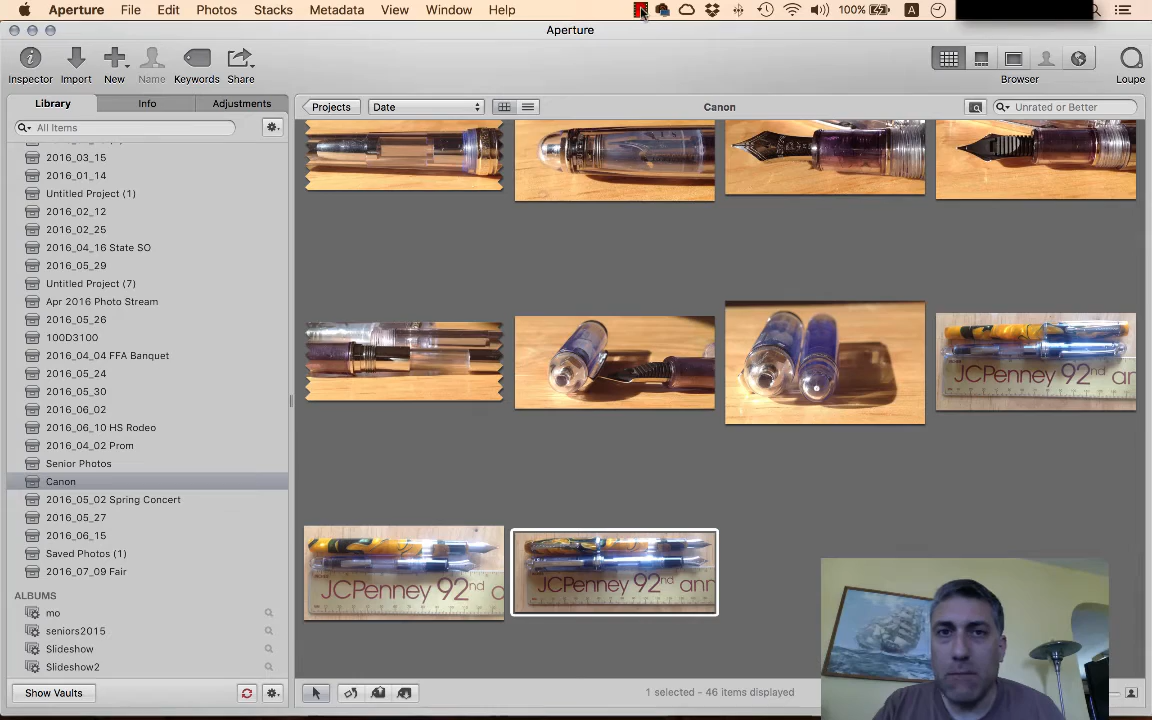 Aperture File Edit Photos Stacks Metadata View Window Help 100% A
Aperture
Inspector Import New Name Keywords Share Browser Loupe
Library Info Adjustments Projects Date Canon Unrated or Better
All Items
2016_03_15
2016_01_14
Untitled Project (1)
2016_02_12
2016_02_25
2016_04_16 State SO
2016_05_29
Untitled Project (7)
Apr 2016 Photo Stream
2016_05_26
100D3100
2016_04_04 FFA Banquet
2016_05_24
2016_05_30
2016_06_02
2016_06_10 HS Rodeo
2016_04_02 Prom
Senior Photos
Canon
2016_05_02 Spring Concert
2016_05_27
2016_06_15
Saved Photos (1)
2016_07_09 Fair
ALBUMS
mo
seniors2015
Slideshow
Slideshow2
JCPenney 92nd an
JCPenney 92nd
JCPenney 92nd ann
Show Vaults 1 selected - 46 items displayed